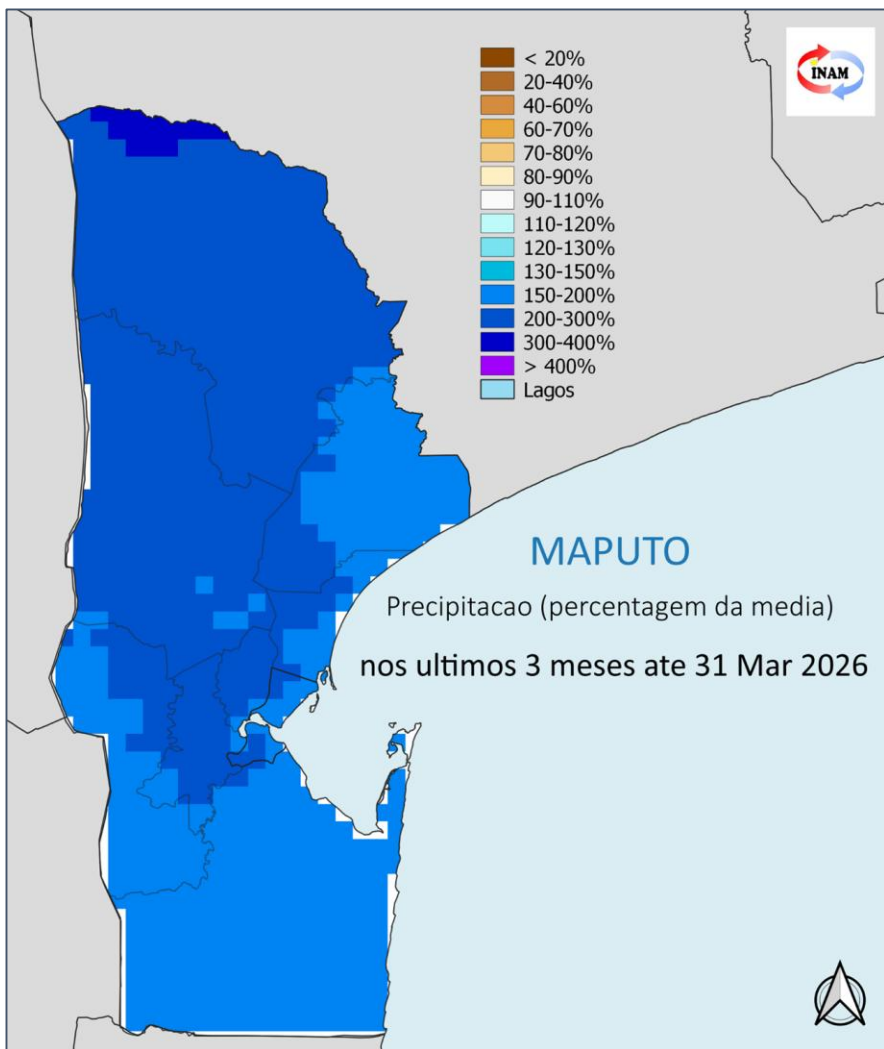 INAM
< 20%
20-40%
40-60%
60-70%
70-80%
80-90%
90-110%
110-120%
120-130%
130-150%
150-200%
200-300%
300-400%
> 400%
Lagos
MAPUTO
Precipitacao (percentagem da media)
nos ultimos 3 meses ate 31 Mar 2026